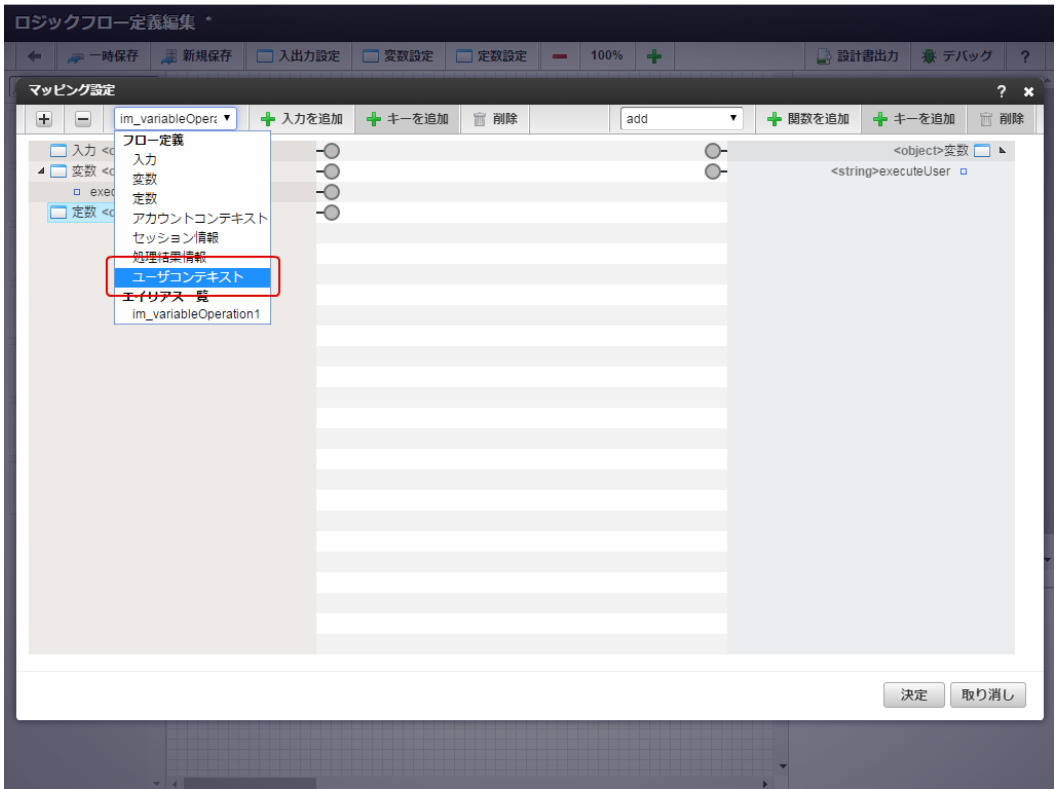 ロジックフロー定義編集 *
一時保存 新規保存 入出力設定 変数設定 定数設定 100% 設計書出力 デバッグ ?
マッピング設定 ?
im_variableOpera 入力を追加 キーを追加 削除 add 関数を追加 キーを追加 削除
入力 <c
変数 <c
exec
定数 <c
フロー定義
入力
変数
定数
アカウントコンテキスト
セッション情報
処理結果情報
ユーザコンテキスト
エイリアス一覧
im_variableOperation1
<object>変数
<string>executeUser
決定 取り消し